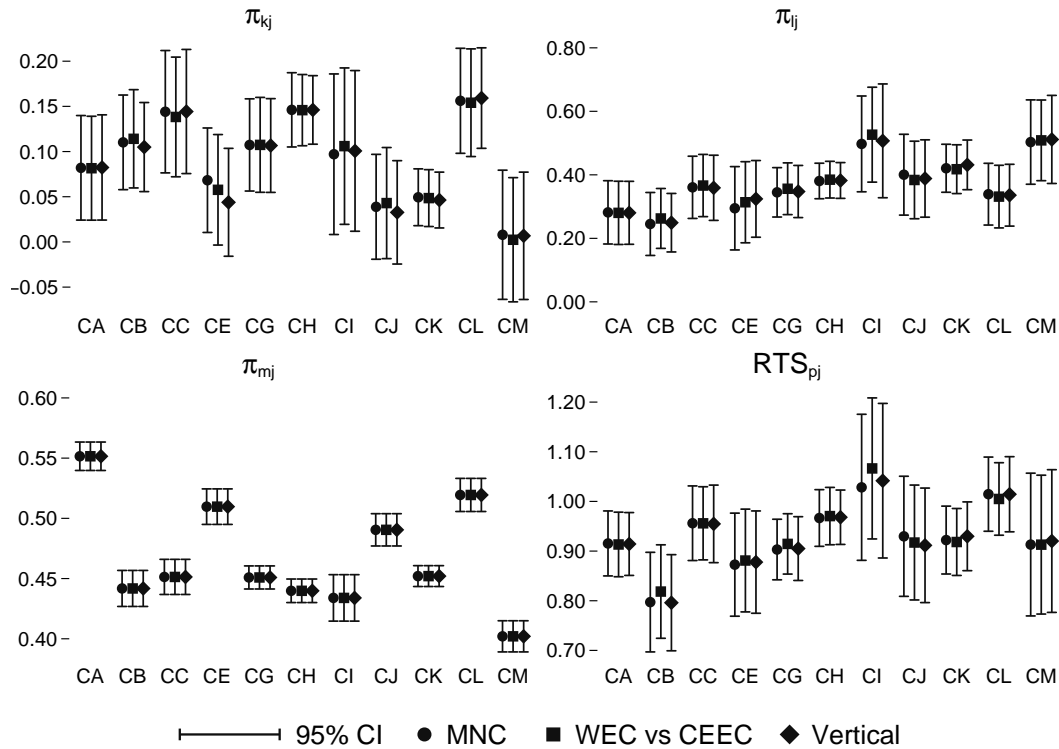 π_kj
0.20
0.15
0.10
0.05
0.00
−0.05
CA CB CC CE CG CH CI CJ CK CL CM
π_lj
0.80
0.60
0.40
0.20
0.00
CA CB CC CE CG CH CI CJ CK CL CM
π_mj
0.60
0.55
0.50
0.45
0.40
CA CB CC CE CG CH CI CJ CK CL CM
RTS_pj
1.20
1.10
1.00
0.90
0.80
0.70
CA CB CC CE CG CH CI CJ CK CL CM
95% CI MNC WEC vs CEEC Vertical